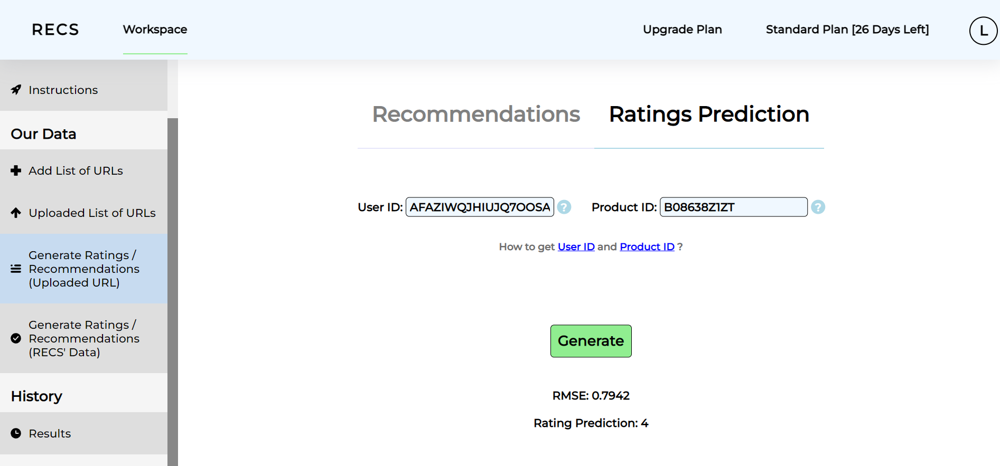 RECS
Workspace
Upgrade Plan
Standard Plan [26 Days Left]
L
Instructions
Our Data
Add List of URLs
Uploaded List of URLs
Generate Ratings /
Recommendations
(Uploaded URL)
Generate Ratings /
Recommendations
(RECS' Data)
History
Results
Recommendations
Ratings Prediction
User ID: AFAZIWQJHIUJQ7OOSA ?
Product ID: B08638Z1ZT ?
How to get User ID and Product ID ?
Generate
RMSE: 0.7942
Rating Prediction: 4